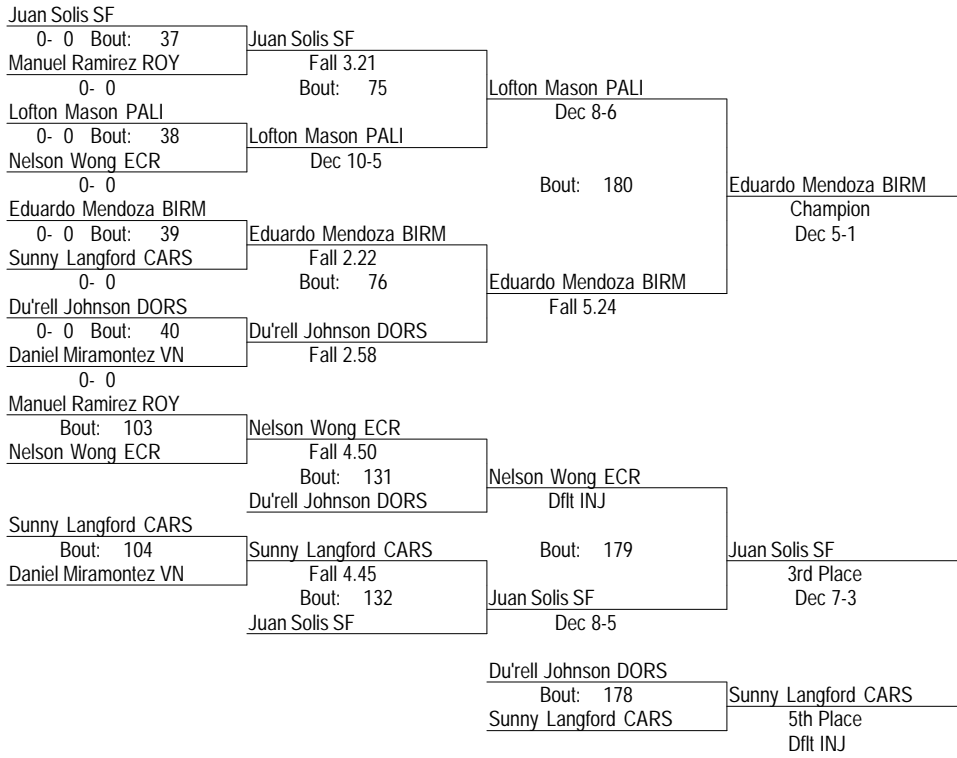 Juan Solis SF
0- 0 Bout: 37
Juan Solis SF
Manuel Ramirez ROY
Fall 3.21
0- 0
Bout: 75
Lofton Mason PALI
Lofton Mason PALI
Dec 8-6
0- 0 Bout: 38
Lofton Mason PALI
Nelson Wong ECR
Dec 10-5
0- 0
Bout: 180
Eduardo Mendoza BIRM
Eduardo Mendoza BIRM
Champion
0- 0 Bout: 39
Eduardo Mendoza BIRM
Dec 5-1
Sunny Langford CARS
Fall 2.22
0- 0
Bout: 76
Eduardo Mendoza BIRM
Du'rell Johnson DORS
Fall 5.24
0- 0 Bout: 40
Du'rell Johnson DORS
Daniel Miramontez VN
Fall 2.58
0- 0
Manuel Ramirez ROY
Bout: 103
Nelson Wong ECR
Nelson Wong ECR
Fall 4.50
Bout: 131
Nelson Wong ECR
Du'rell Johnson DORS
Dflt INJ
Sunny Langford CARS
Bout: 104
Sunny Langford CARS
Bout: 179
Juan Solis SF
Daniel Miramontez VN
Fall 4.45
3rd Place
Bout: 132
Juan Solis SF
Dec 7-3
Juan Solis SF
Dec 8-5
Du'rell Johnson DORS
Bout: 178
Sunny Langford CARS
Sunny Langford CARS
5th Place
Dflt INJ